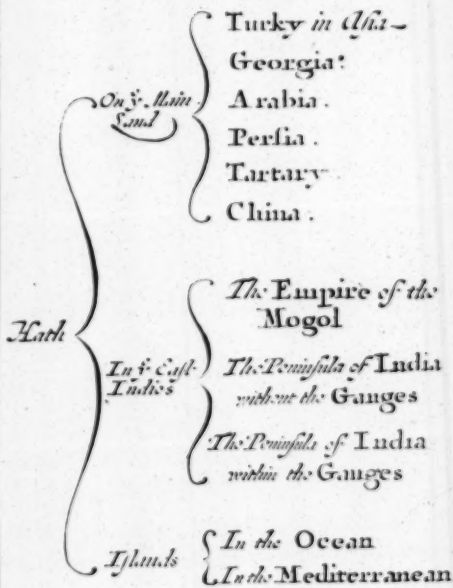 Turky in Asia
Georgia:
On yͤ Main
Land
Arabia.
Persia.
Tartary
China.
Hath
In yͤ East
Indies
The Empire of the
Mogol
The Peninsula of India
without the Ganges
The Peninsula of India
within the Ganges
Islands
In the Ocean
In the Mediterranean